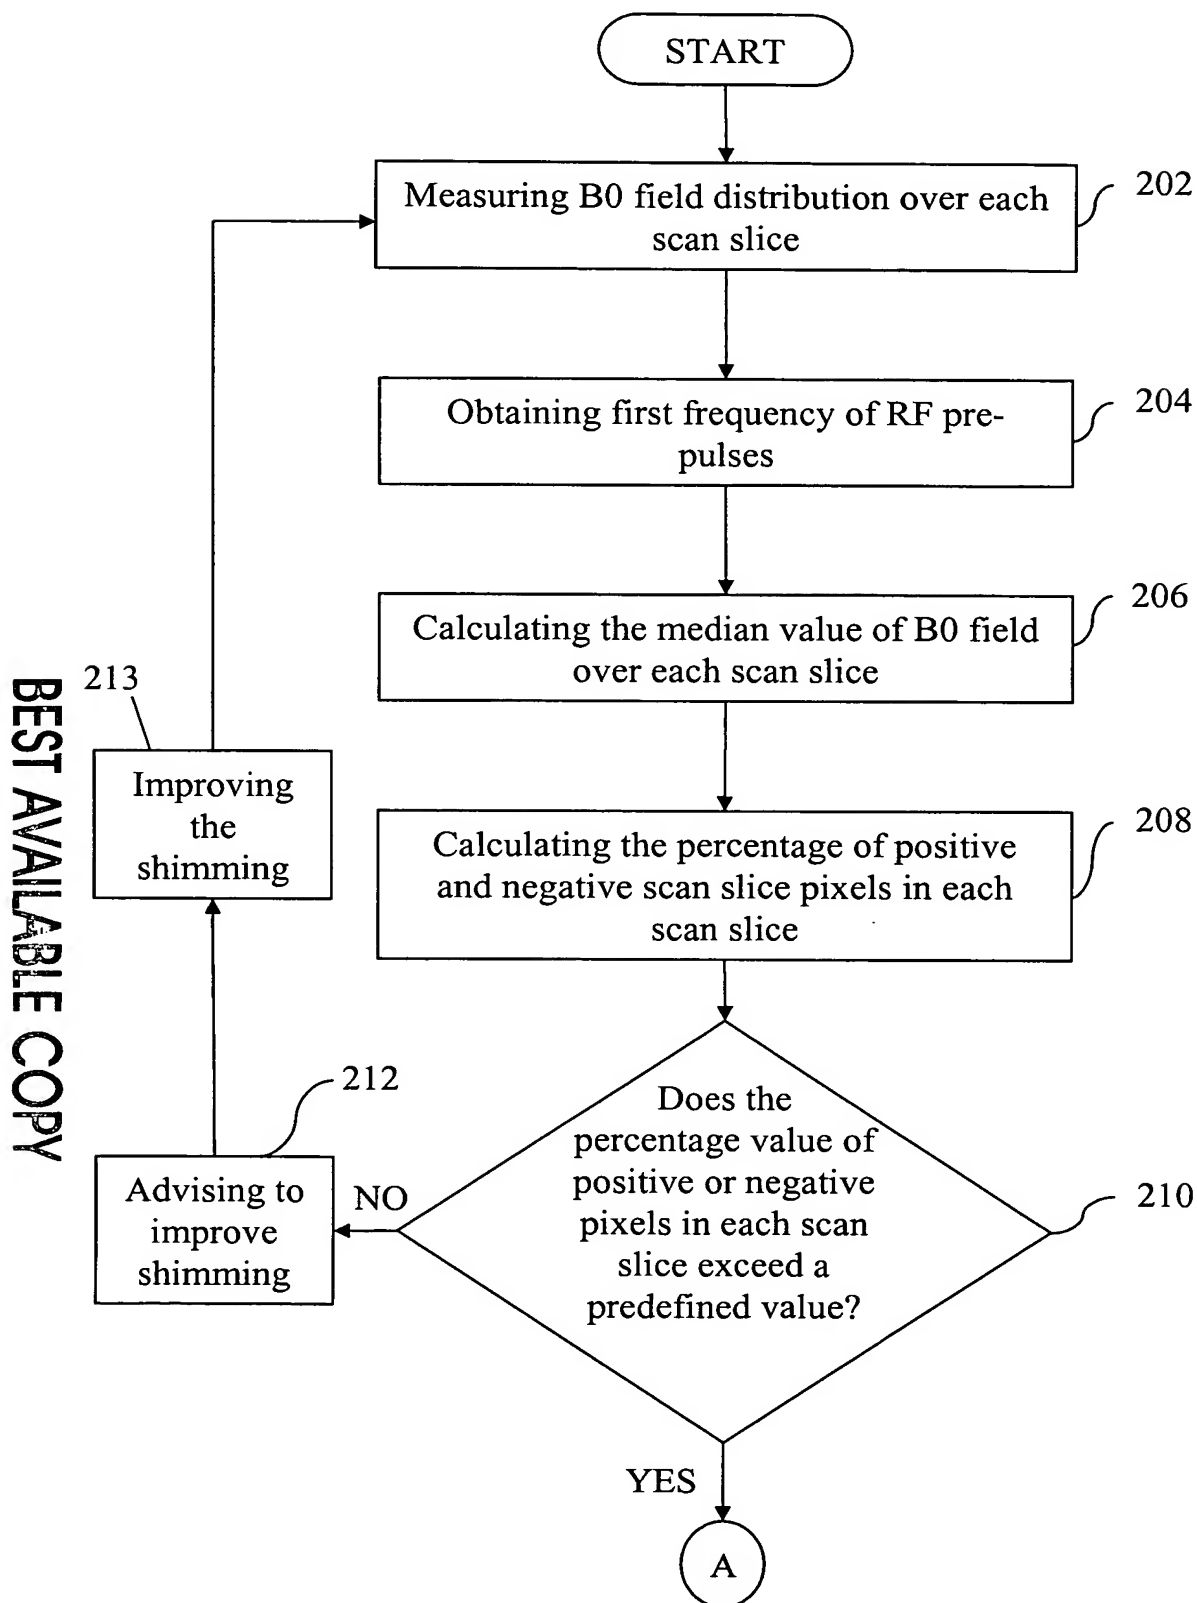 START
Measuring B0 field distribution over each
scan slice
202
Obtaining first frequency of RF pre-
pulses
204
Calculating the median value of B0 field
over each scan slice
206
Calculating the percentage of positive
and negative scan slice pixels in each
scan slice
208
213
Improving
the
shimming
BEST AVAILABLE COPY
212
Advising to
improve
shimming
NO
Does the
percentage value of
positive or negative
pixels in each scan
slice exceed a
predefined value?
210
YES
A